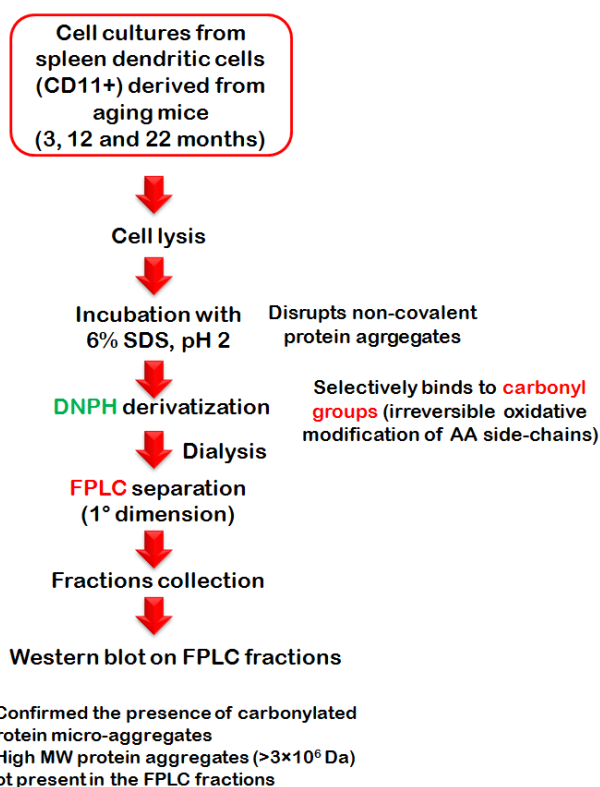 Cell cultures from
spleen dendritic cells
(CD11+) derived from
aging mice
(3, 12 and 22 months)
Cell lysis
Incubation with
6% SDS, pH 2
Disrupts non-covalent
protein agrgegates
DNPH derivatization
Selectively binds to carbonyl
groups (irreversible oxidative
modification of AA side-chains)
Dialysis
FPLC separation
(1° dimension)
Fractions collection
Western blot on FPLC fractions
Confirmed the presence of carbonylated
rotein micro-aggregates
High MW protein aggregates (>3×10⁶ Da)
ot present in the FPLC fractions